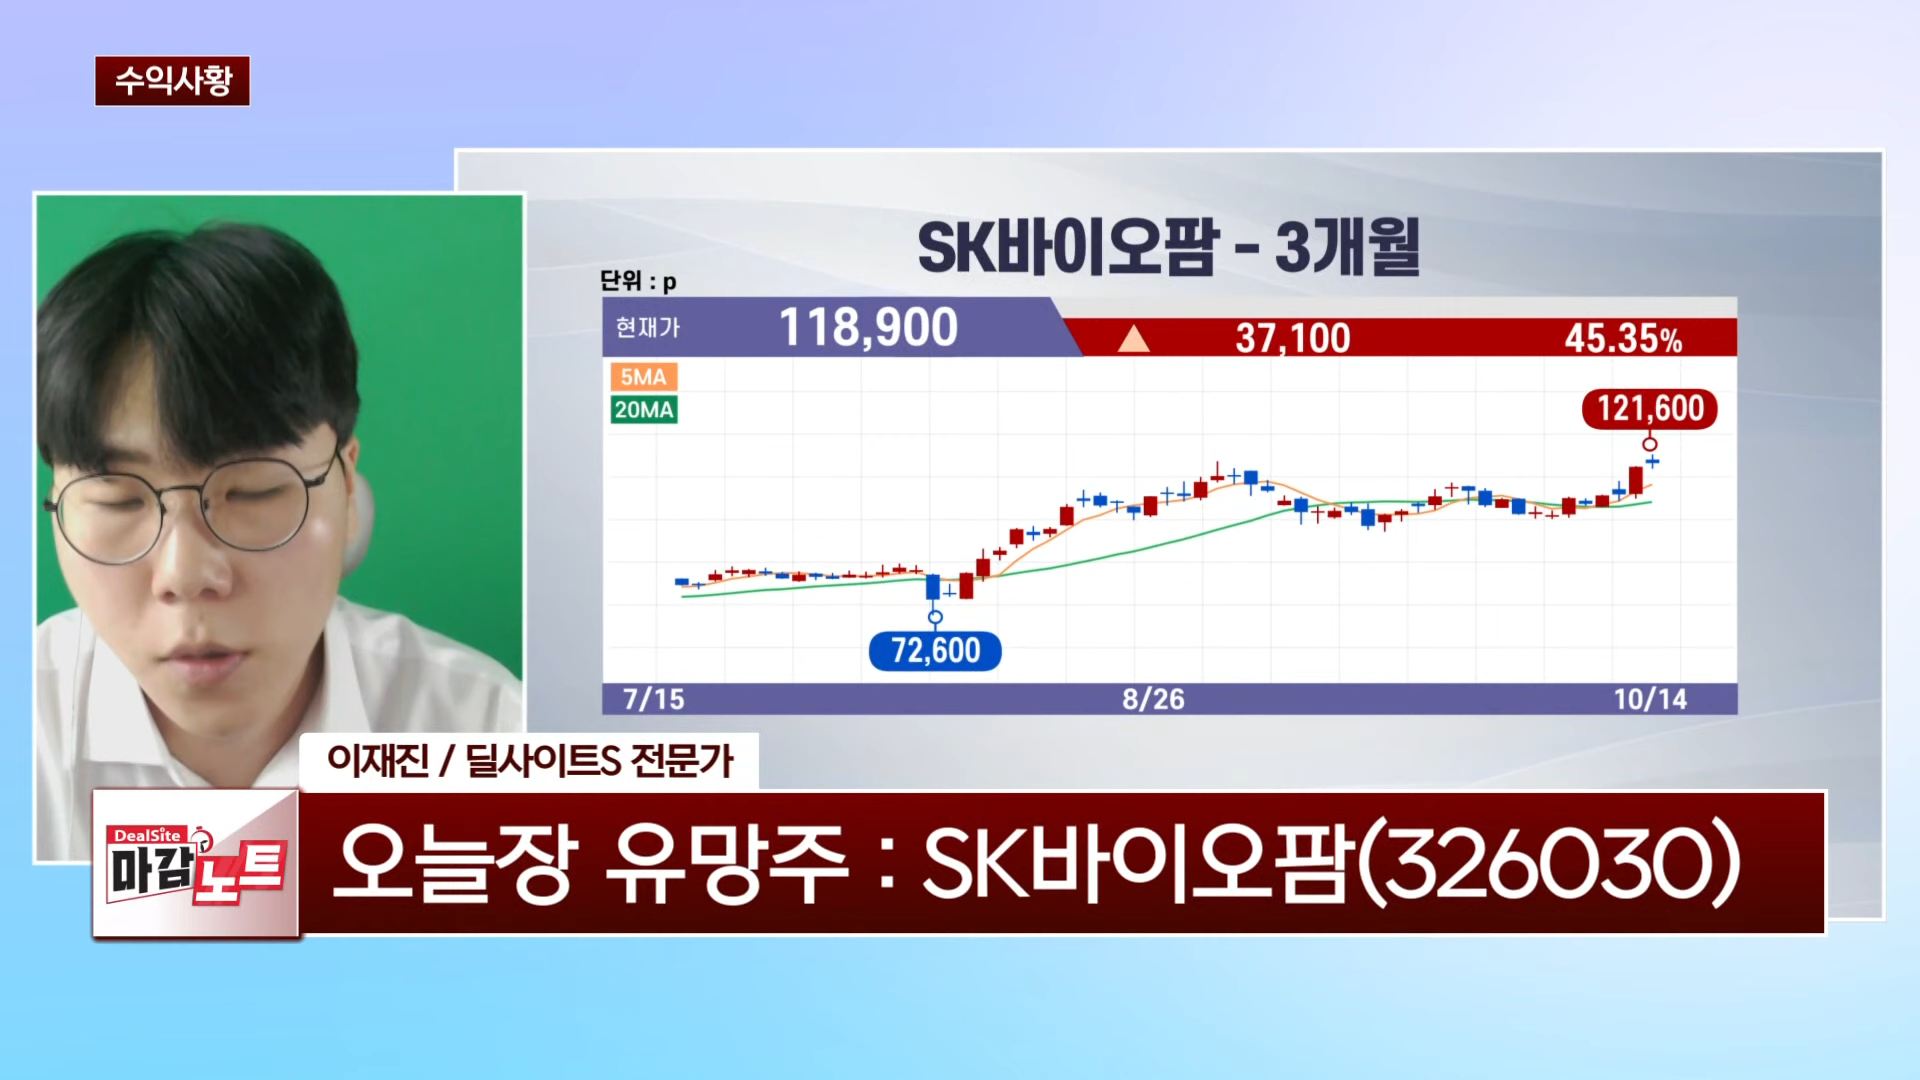 수익사황
SK바이오팜 - 3개월
단위 : p
현재가 118,900 ▲ 37,100 45.35%
5MA
20MA
121,600
72,600
7/15 8/26 10/14
이재진 / 딜사이트S 전문가
DealSite
마감노트
오늘장 유망주 : SK바이오팜(326030)